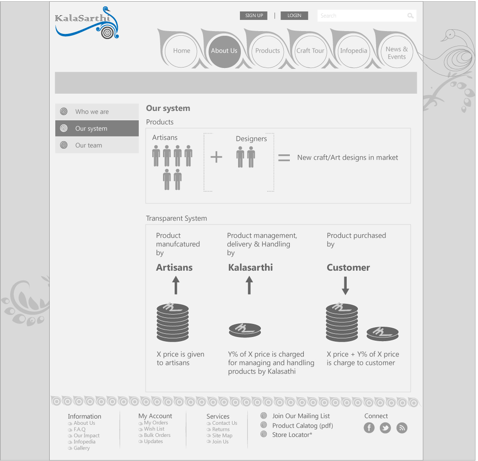 KalaSarthi
SIGN UP | LOGIN Search
Home About Us Products Craft Tour Infopedia News & Events
Who we are
Our system
Our team
Our system
Products
Artisans
Designers
+ = New craft/Art designs in market
Transparent System
Product
manufcatured
by
Artisans
Product management,
delivery & Handling
by
Kalasarthi
Product purchased
by
Customer
X price is given
to artisans
Y% of X price is charged
for managing and handling
products by Kalasathi
X price + Y% of X price
is charge to customer
Information
About Us
F.A.Q
Our Impact
Infopedia
Gallery
My Account
My Orders
Wish List
Bulk Orders
Updates
Services
Contact Us
Returns
Site Map
Join Us
Join Our Mailing List
Product Calatog (pdf)
Store Locator*
Connect